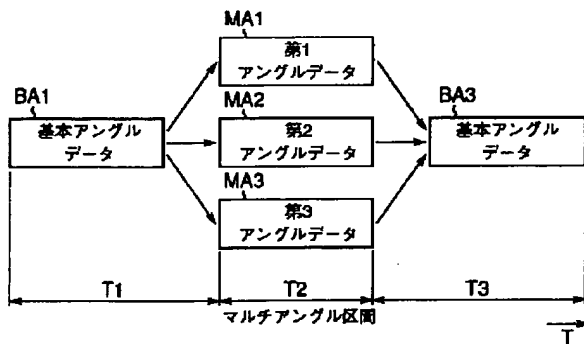 MA1
第1
アングルデータ
BA1
基本アングル
データ
MA2
第2
アングルデータ
BA3
基本アングル
データ
MA3
第3
アングルデータ
T1
T2
T3
マルチアングル区間
T